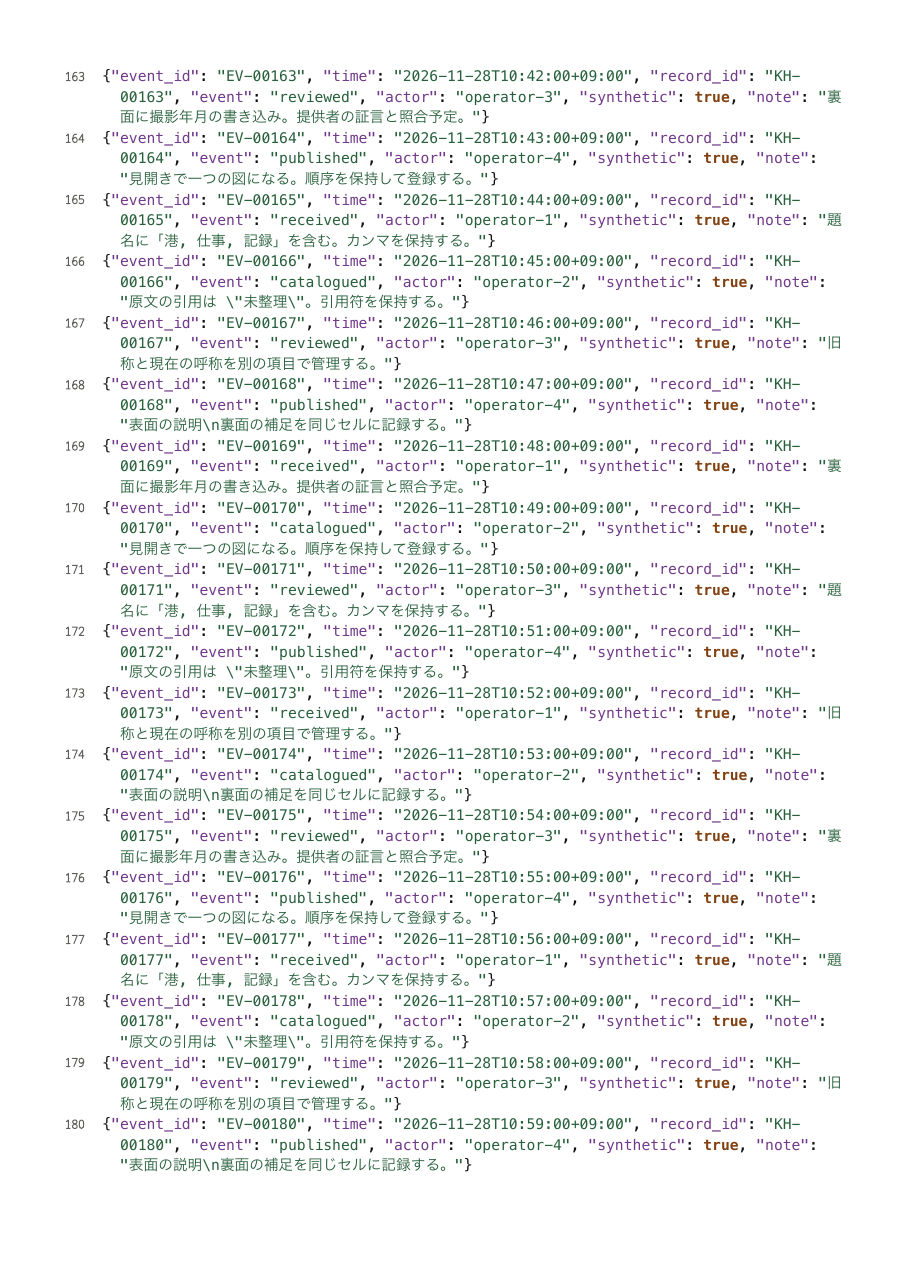 163 {"event_id": "EV-00163", "time": "2026-11-28T10:42:00+09:00", "record_id": "KH-
00163", "event": "reviewed", "actor": "operator-3", "synthetic": true, "note": "裏
面に撮影年月の書き込み。提供者の証言と照合予定。"}
164 {"event_id": "EV-00164", "time": "2026-11-28T10:43:00+09:00", "record_id": "KH-
00164", "event": "published", "actor": "operator-4", "synthetic": true, "note":
"見開きで一つの図になる。順序を保持して登録する。"}
165 {"event_id": "EV-00165", "time": "2026-11-28T10:44:00+09:00", "record_id": "KH-
00165", "event": "received", "actor": "operator-1", "synthetic": true, "note": "題
名に「港, 仕事, 記録」を含む。カンマを保持する。"}
166 {"event_id": "EV-00166", "time": "2026-11-28T10:45:00+09:00", "record_id": "KH-
00166", "event": "catalogued", "actor": "operator-2", "synthetic": true, "note":
"原文の引用は \"未整理\"。引用符を保持する。"}
167 {"event_id": "EV-00167", "time": "2026-11-28T10:46:00+09:00", "record_id": "KH-
00167", "event": "reviewed", "actor": "operator-3", "synthetic": true, "note": "旧
称と現在の呼称を別の項目で管理する。"}
168 {"event_id": "EV-00168", "time": "2026-11-28T10:47:00+09:00", "record_id": "KH-
00168", "event": "published", "actor": "operator-4", "synthetic": true, "note":
"表面の説明\n裏面の補足を同じセルに記録する。"}
169 {"event_id": "EV-00169", "time": "2026-11-28T10:48:00+09:00", "record_id": "KH-
00169", "event": "received", "actor": "operator-1", "synthetic": true, "note": "裏
面に撮影年月の書き込み。提供者の証言と照合予定。"}
170 {"event_id": "EV-00170", "time": "2026-11-28T10:49:00+09:00", "record_id": "KH-
00170", "event": "catalogued", "actor": "operator-2", "synthetic": true, "note":
"見開きで一つの図になる。順序を保持して登録する。"}
171 {"event_id": "EV-00171", "time": "2026-11-28T10:50:00+09:00", "record_id": "KH-
00171", "event": "reviewed", "actor": "operator-3", "synthetic": true, "note": "題
名に「港, 仕事, 記録」を含む。カンマを保持する。"}
172 {"event_id": "EV-00172", "time": "2026-11-28T10:51:00+09:00", "record_id": "KH-
00172", "event": "published", "actor": "operator-4", "synthetic": true, "note":
"原文の引用は \"未整理\"。引用符を保持する。"}
173 {"event_id": "EV-00173", "time": "2026-11-28T10:52:00+09:00", "record_id": "KH-
00173", "event": "received", "actor": "operator-1", "synthetic": true, "note": "旧
称と現在の呼称を別の項目で管理する。"}
174 {"event_id": "EV-00174", "time": "2026-11-28T10:53:00+09:00", "record_id": "KH-
00174", "event": "catalogued", "actor": "operator-2", "synthetic": true, "note":
"表面の説明\n裏面の補足を同じセルに記録する。"}
175 {"event_id": "EV-00175", "time": "2026-11-28T10:54:00+09:00", "record_id": "KH-
00175", "event": "reviewed", "actor": "operator-3", "synthetic": true, "note": "裏
面に撮影年月の書き込み。提供者の証言と照合予定。"}
176 {"event_id": "EV-00176", "time": "2026-11-28T10:55:00+09:00", "record_id": "KH-
00176", "event": "published", "actor": "operator-4", "synthetic": true, "note":
"見開きで一つの図になる。順序を保持して登録する。"}
177 {"event_id": "EV-00177", "time": "2026-11-28T10:56:00+09:00", "record_id": "KH-
00177", "event": "received", "actor": "operator-1", "synthetic": true, "note": "題
名に「港, 仕事, 記録」を含む。カンマを保持する。"}
178 {"event_id": "EV-00178", "time": "2026-11-28T10:57:00+09:00", "record_id": "KH-
00178", "event": "catalogued", "actor": "operator-2", "synthetic": true, "note":
"原文の引用は \"未整理\"。引用符を保持する。"}
179 {"event_id": "EV-00179", "time": "2026-11-28T10:58:00+09:00", "record_id": "KH-
00179", "event": "reviewed", "actor": "operator-3", "synthetic": true, "note": "旧
称と現在の呼称を別の項目で管理する。"}
180 {"event_id": "EV-00180", "time": "2026-11-28T10:59:00+09:00", "record_id": "KH-
00180", "event": "published", "actor": "operator-4", "synthetic": true, "note":
"表面の説明\n裏面の補足を同じセルに記録する。"}